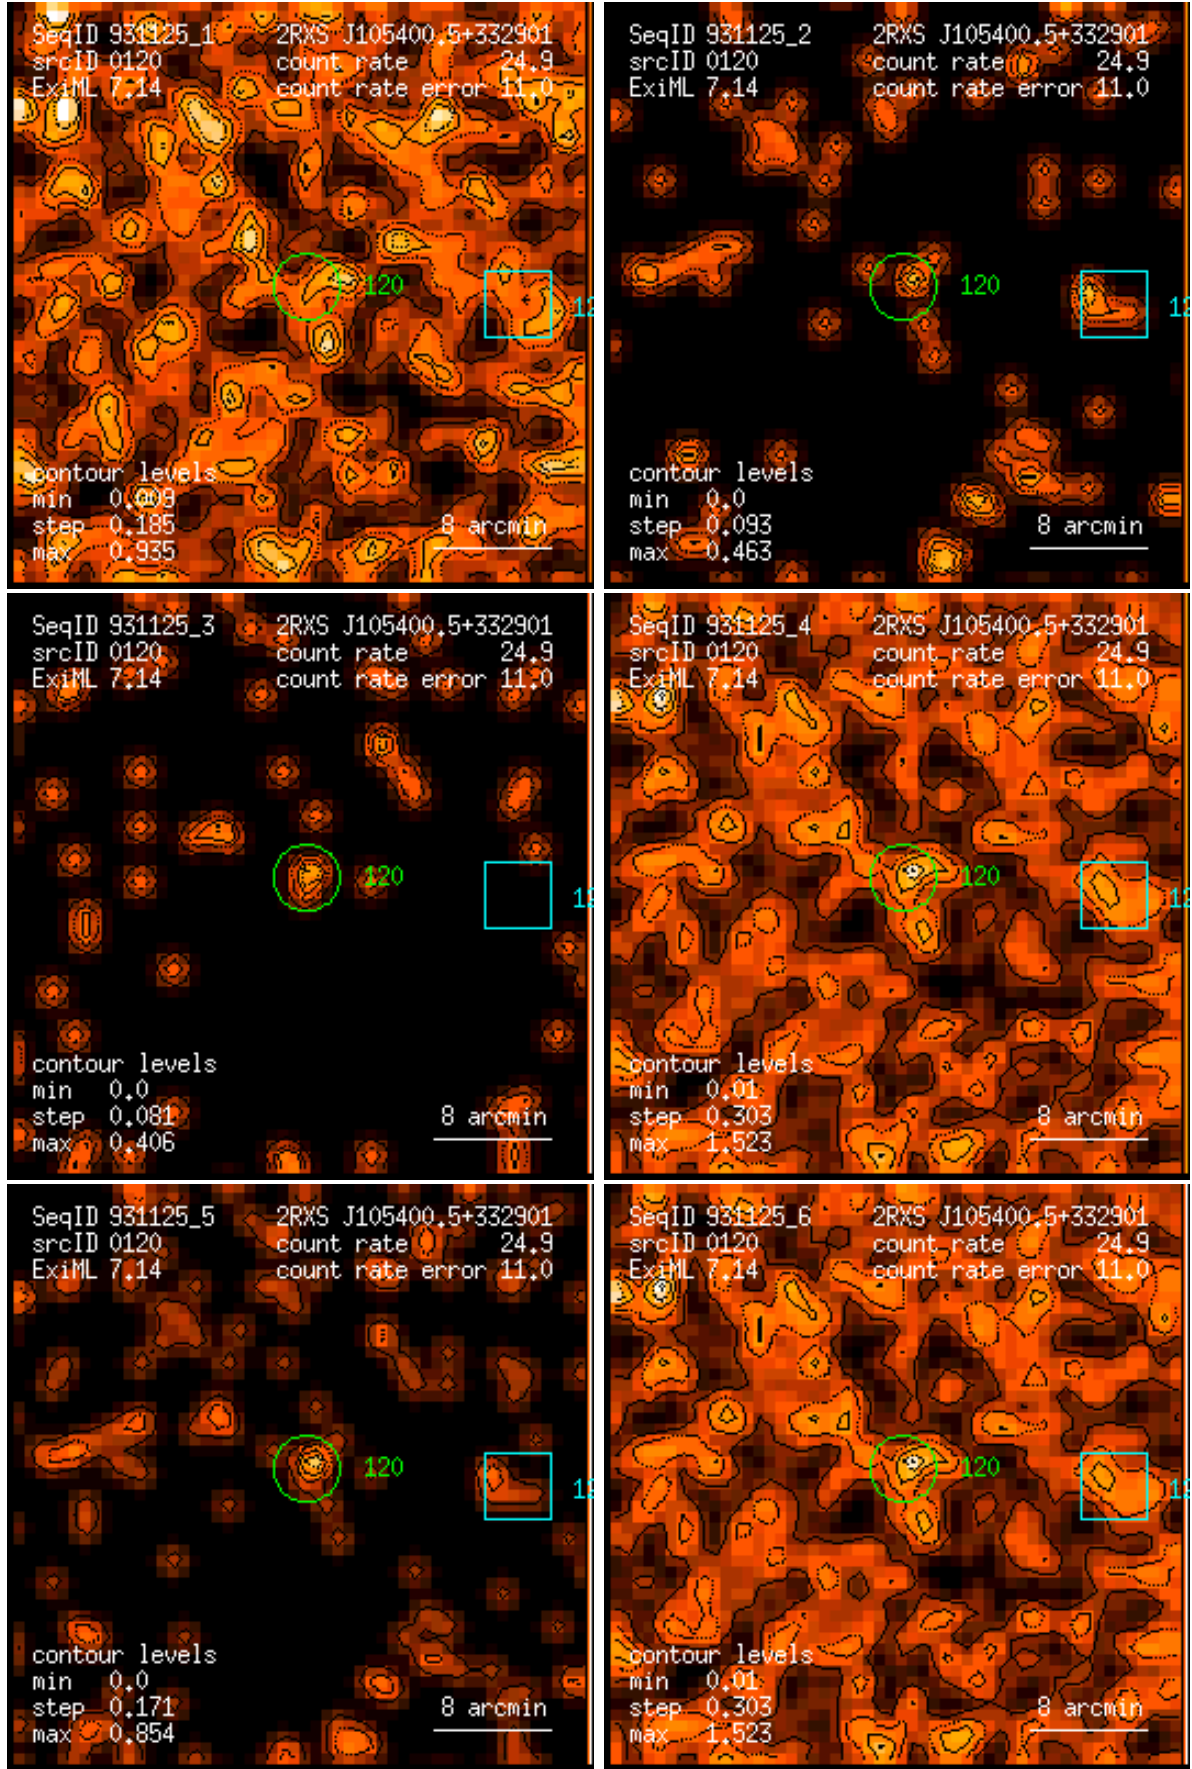 SeqID 931125_1 2RXS J105400.5+332901
srcID 0120 count rate 24.9
ExiML 7.14 count rate error 11.0
120
12
contour levels
min 0.009
step 0.185
max 0.935
8 arcmin
SeqID 931125_2 2RXS J105400.5+332901
srcID 0120 count rate 24.9
ExiML 7.14 count rate error 11.0
120
12
contour levels
min 0.0
step 0.093
max 0.463
8 arcmin
SeqID 931125_3 2RXS J105400.5+332901
srcID 0120 count rate 24.9
ExiML 7.14 count rate error 11.0
120
12
contour levels
min 0.0
step 0.081
max 0.406
8 arcmin
SeqID 931125_4 2RXS J105400.5+332901
srcID 0120 count rate 24.9
ExiML 7.14 count rate error 11.0
120
12
contour levels
min 0.01
step 0.303
max 1.523
8 arcmin
SeqID 931125_5 2RXS J105400.5+332901
srcID 0120 count rate 24.9
ExiML 7.14 count rate error 11.0
120
12
contour levels
min 0.0
step 0.171
max 0.854
8 arcmin
SeqID 931125_6 2RXS J105400.5+332901
srcID 0120 count rate 24.9
ExiML 7.14 count rate error 11.0
120
12
contour levels
min 0.01
step 0.303
max 1.523
8 arcmin